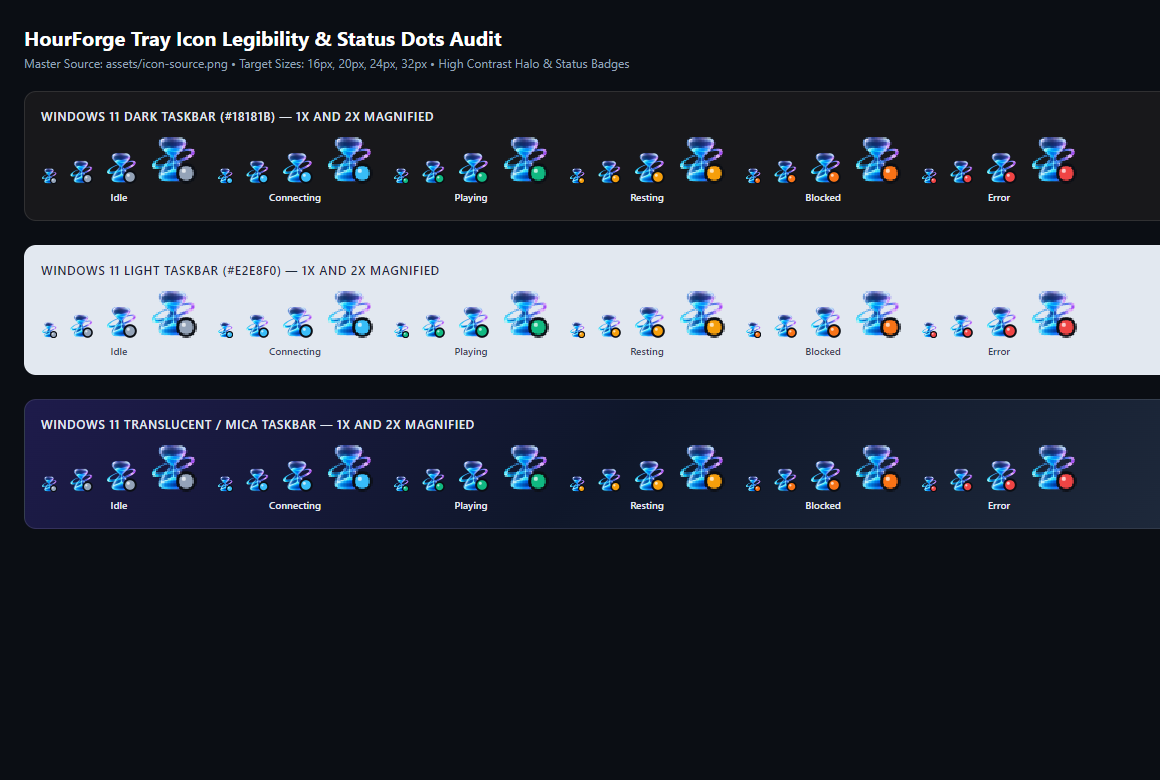 HourForge Tray Icon Legibility & Status Dots Audit
Master Source: assets/icon-source.png • Target Sizes: 16px, 20px, 24px, 32px • High Contrast Halo & Status Badges
WINDOWS 11 DARK TASKBAR (#18181B) — 1X AND 2X MAGNIFIED
Idle Connecting Playing Resting Blocked Error
WINDOWS 11 LIGHT TASKBAR (#E2E8F0) — 1X AND 2X MAGNIFIED
Idle Connecting Playing Resting Blocked Error
WINDOWS 11 TRANSLUCENT / MICA TASKBAR — 1X AND 2X MAGNIFIED
Idle Connecting Playing Resting Blocked Error